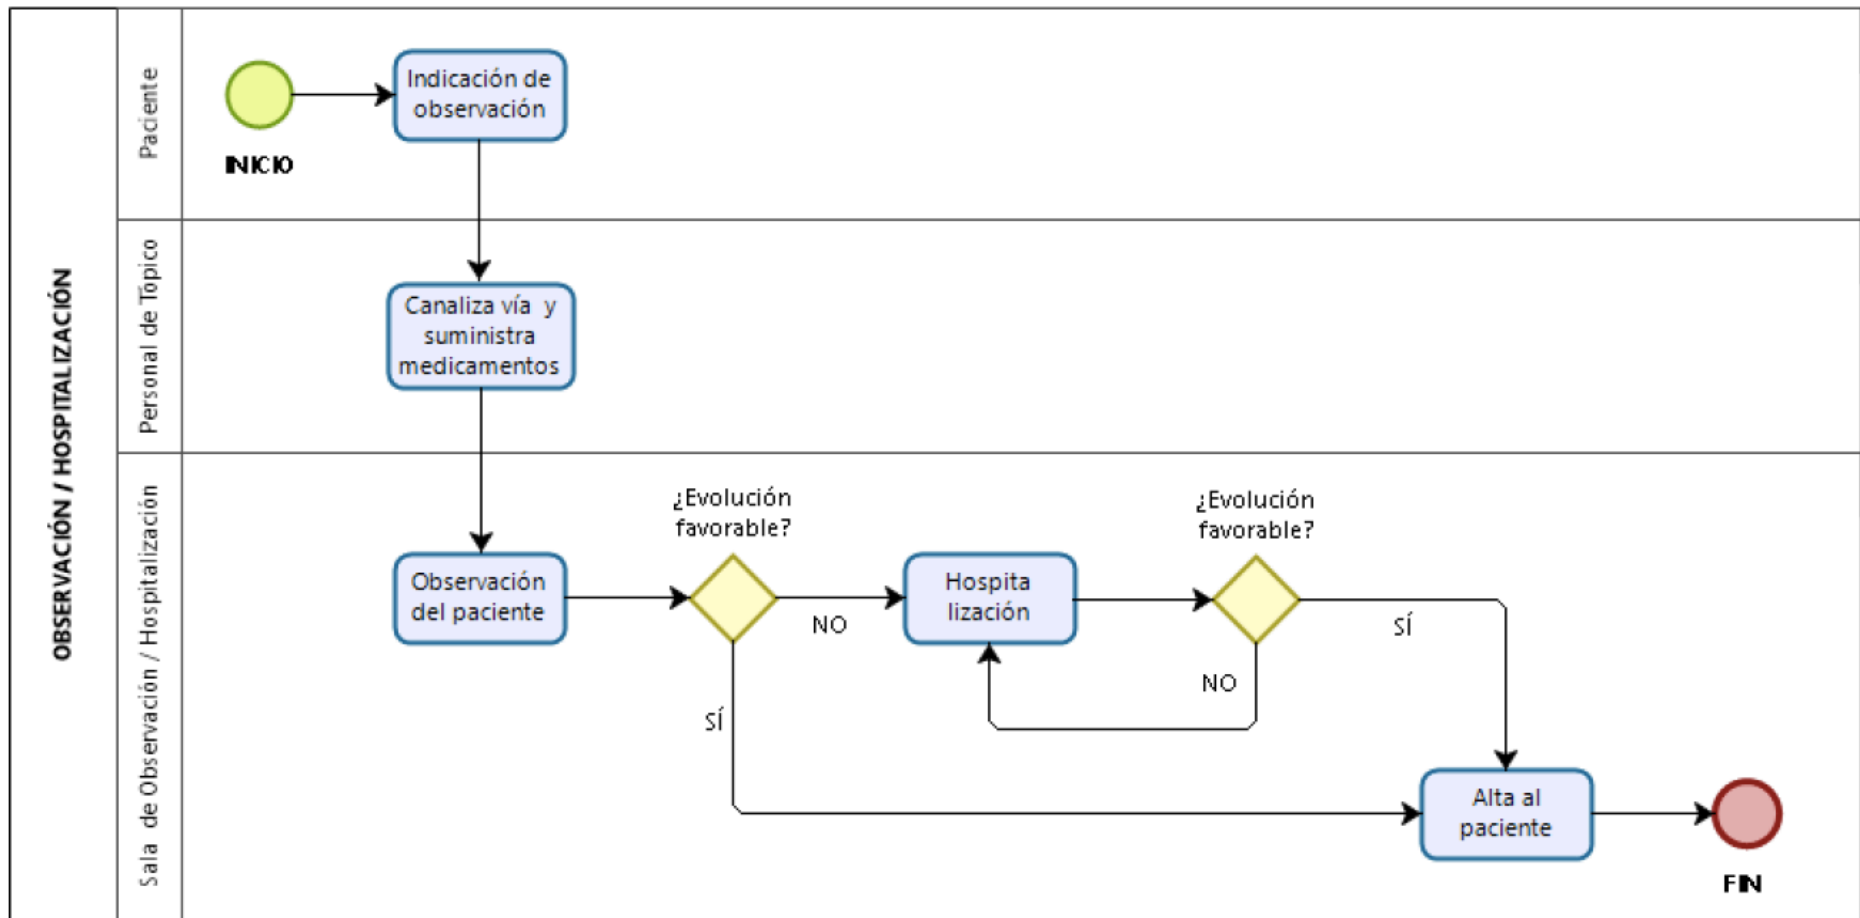 OBSERVACIÓN / HOSPITALIZACIÓN
Paciente
INICIO
Indicación de
observación
Personal de Tópico
Canaliza vía y
suministra
medicamentos
Sala de Observación / Hospitalización
Observación
del paciente
¿Evolución
favorable?
NO
SÍ
Hospita
lización
¿Evolución
favorable?
NO
SÍ
Alta al
paciente
FIN